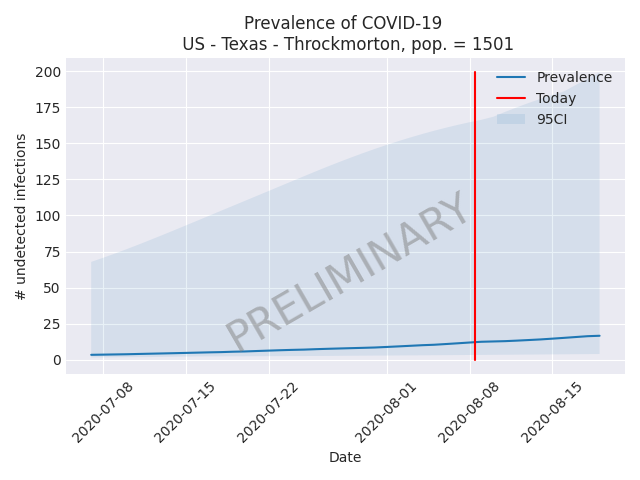 Prevalence of COVID-19
US - Texas - Throckmorton, pop. = 1501
200
175
150
125
100
75
50
25
0
# undetected infections
Prevalence
Today
95CI
PRELIMINARY
2020-07-08
2020-07-15
2020-07-22
2020-08-01
2020-08-08
2020-08-15
Date